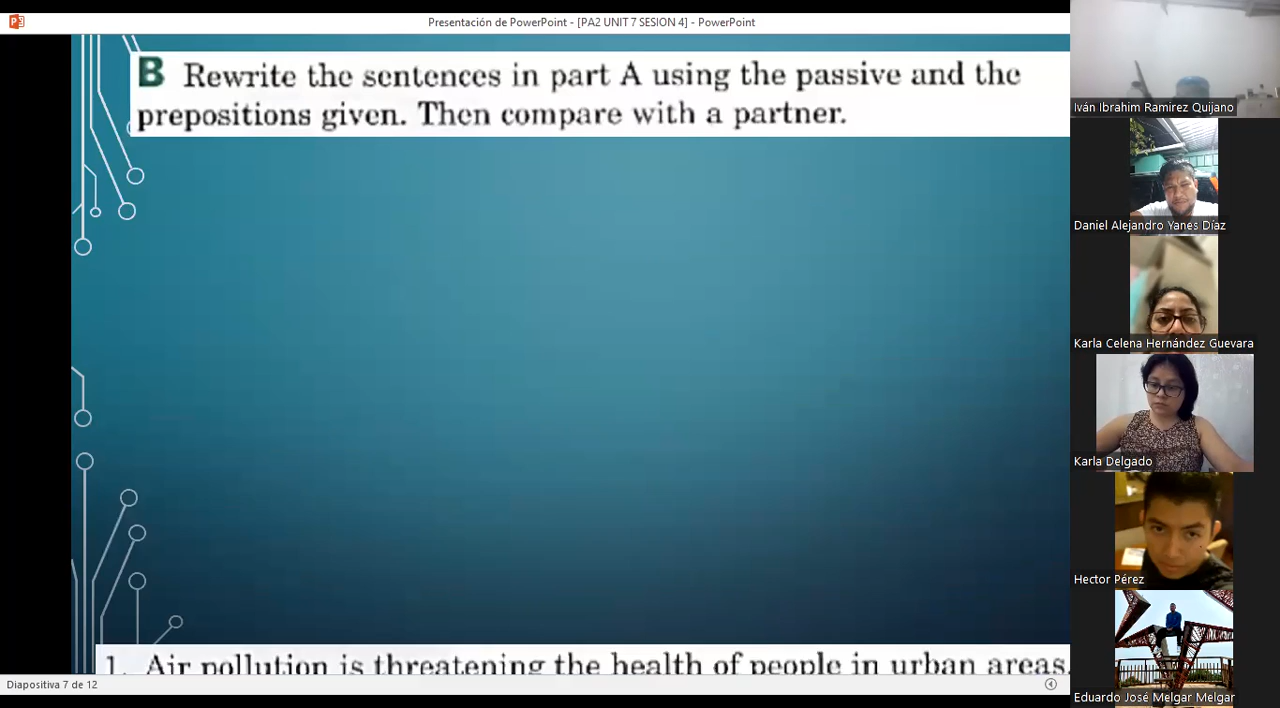 Presentación de PowerPoint - [PA2 UNIT 7 SESION 4] - PowerPoint
B Rewrite the sentences in part A using the passive and the
prepositions given. Then compare with a partner.
1. Air pollution is threatening the health of people in urban areas.
Diapositiva 7 de 12
Iván Ibrahim Ramirez Quijano
Daniel Alejandro Yanes Díaz
Karla Celena Hernández Guevara
Karla Delgado
Hector Pérez
Eduardo José Melgar Melgar